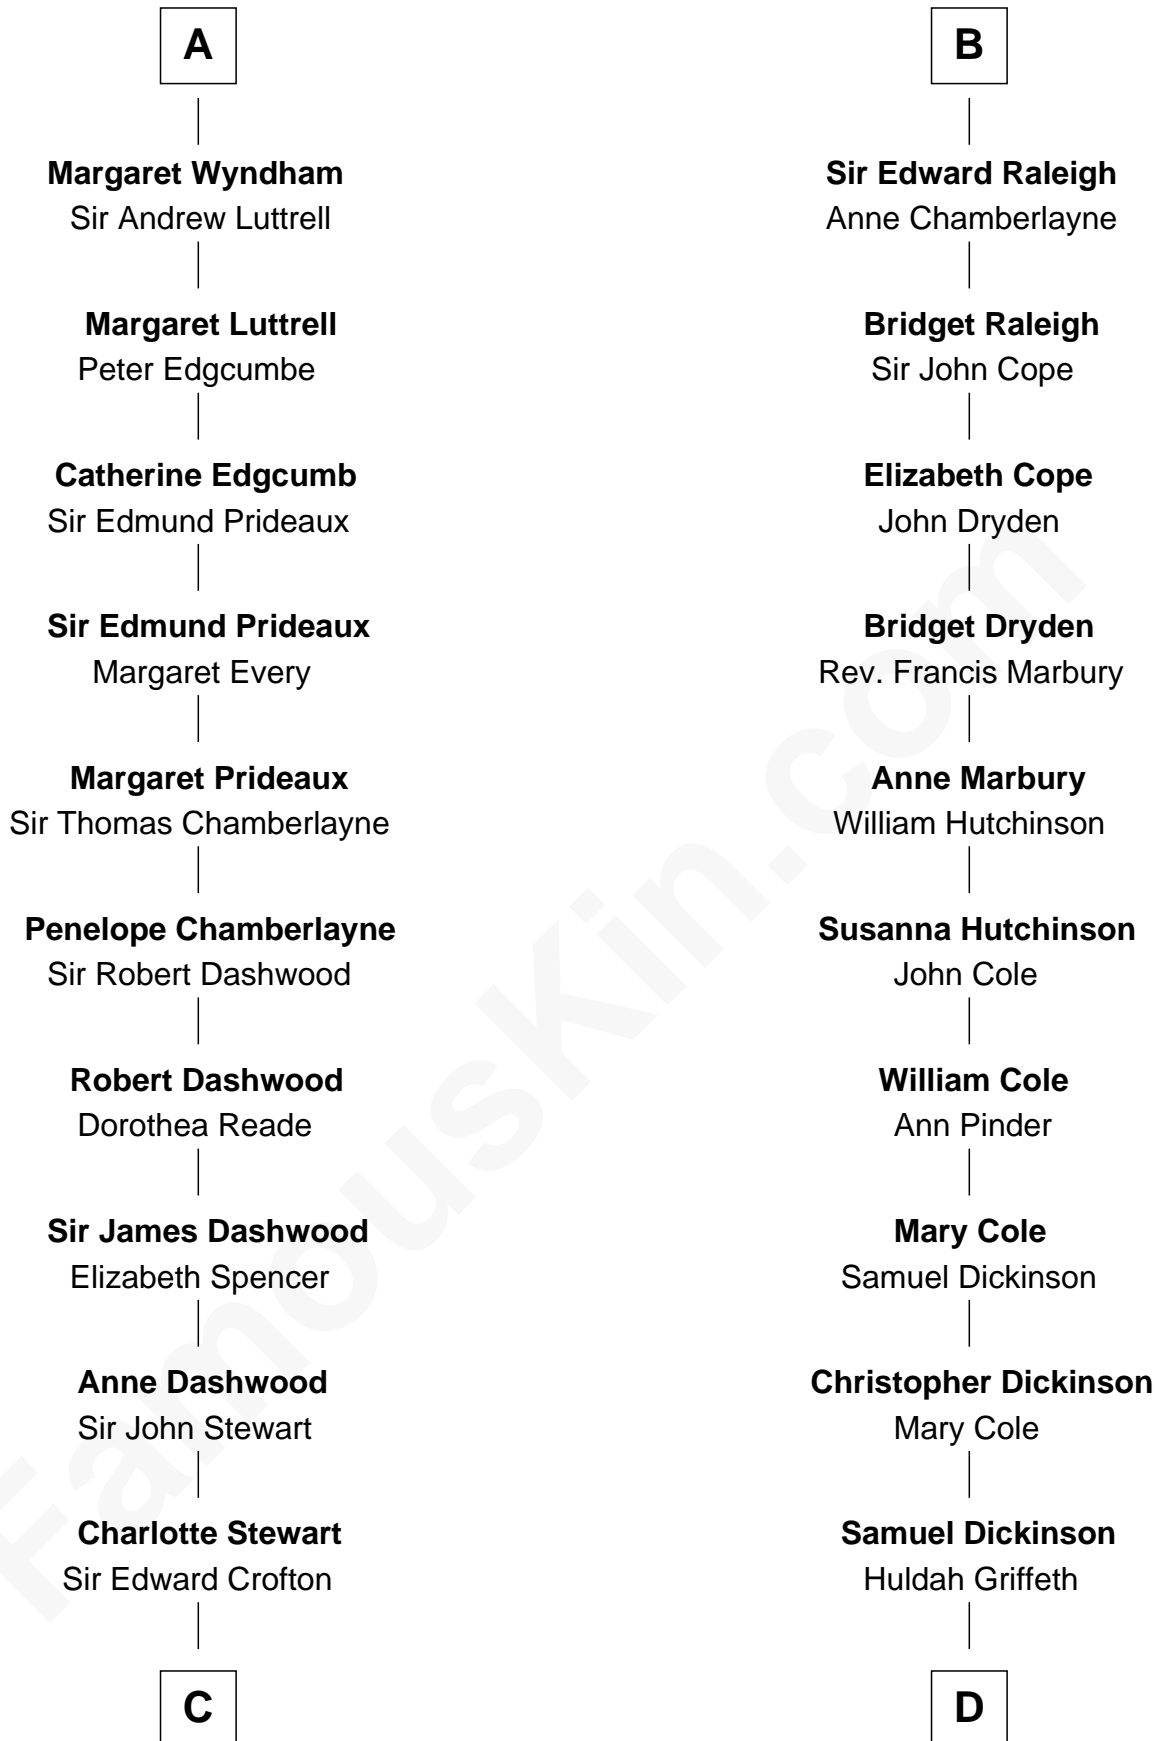 A
Margaret Wyndham
Sir Andrew Luttrell
Margaret Luttrell
Peter Edgcumbe
Catherine Edgcumb
Sir Edmund Prideaux
Sir Edmund Prideaux
Margaret Every
Margaret Prideaux
Sir Thomas Chamberlayne
Penelope Chamberlayne
Sir Robert Dashwood
Robert Dashwood
Dorothea Reade
Sir James Dashwood
Elizabeth Spencer
Anne Dashwood
Sir John Stewart
Charlotte Stewart
Sir Edward Crofton
C
B
Sir Edward Raleigh
Anne Chamberlayne
Bridget Raleigh
Sir John Cope
Elizabeth Cope
John Dryden
Bridget Dryden
Rev. Francis Marbury
Anne Marbury
William Hutchinson
Susanna Hutchinson
John Cole
William Cole
Ann Pinder
Mary Cole
Samuel Dickinson
Christopher Dickinson
Mary Cole
Samuel Dickinson
Huldah Griffeth
D
FamousKin.com